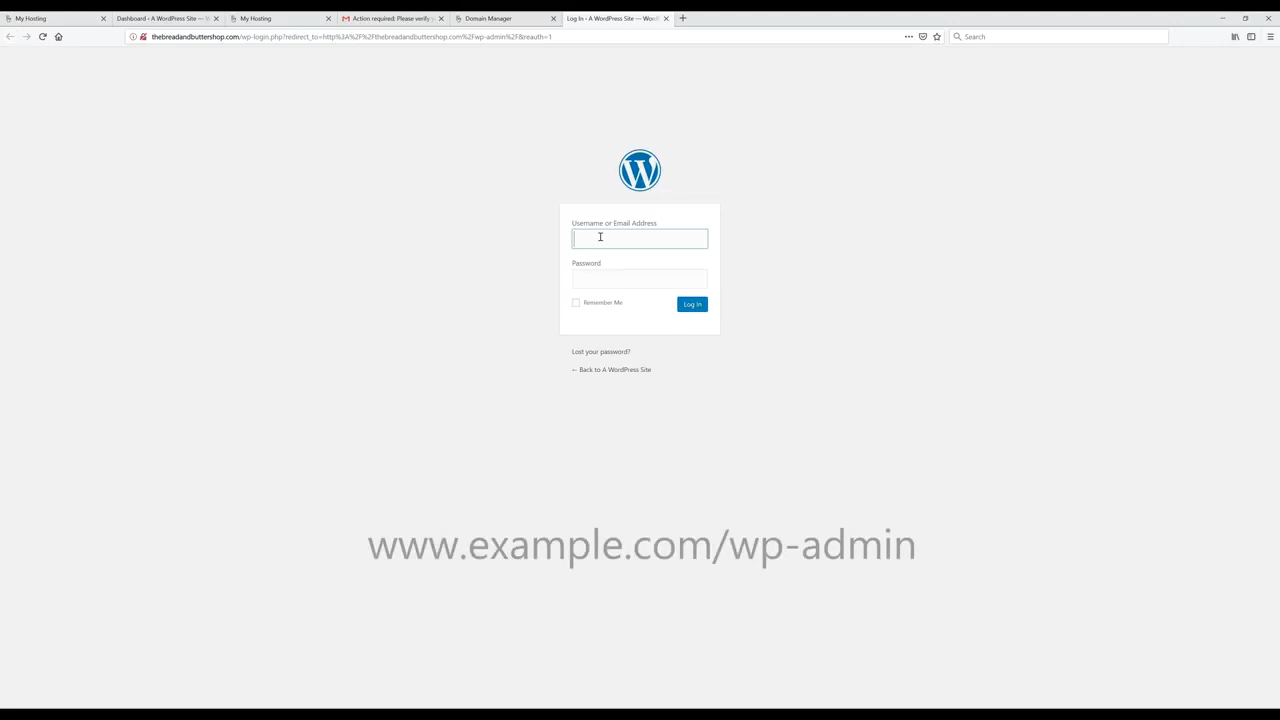 My Hosting
Dashboard ‹ A WordPress Site — W
My Hosting
Action required: Please verify y
Domain Manager
Log In ‹ A WordPress Site — Word
thebreadandbuttershop.com/wp-login.php?redirect_to=http%3A%2F%2Fthebreadandbuttershop.com%2Fwp-admin%2F&reauth=1
Search
Username or Email Address
Password
Remember Me
Log In
Lost your password?
← Back to A WordPress Site
www.example.com/wp-admin